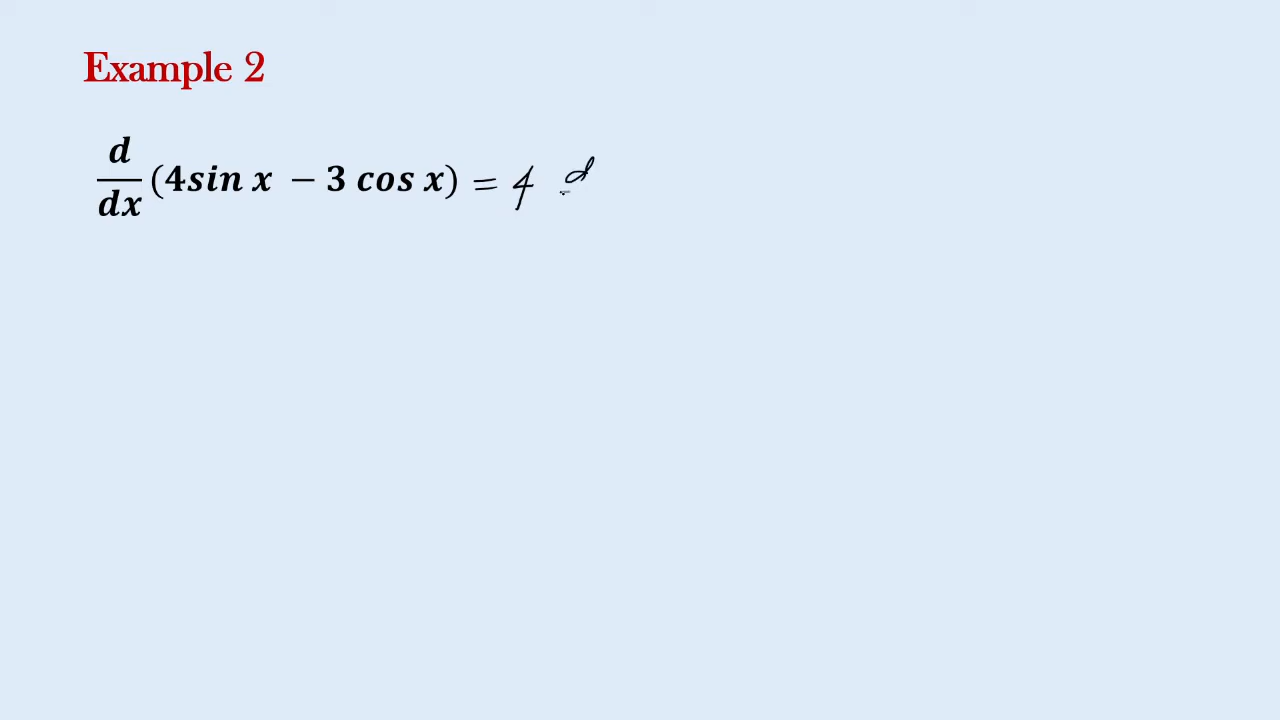 Example 2
d/dx (4sin x − 3 cos x) = 4 d